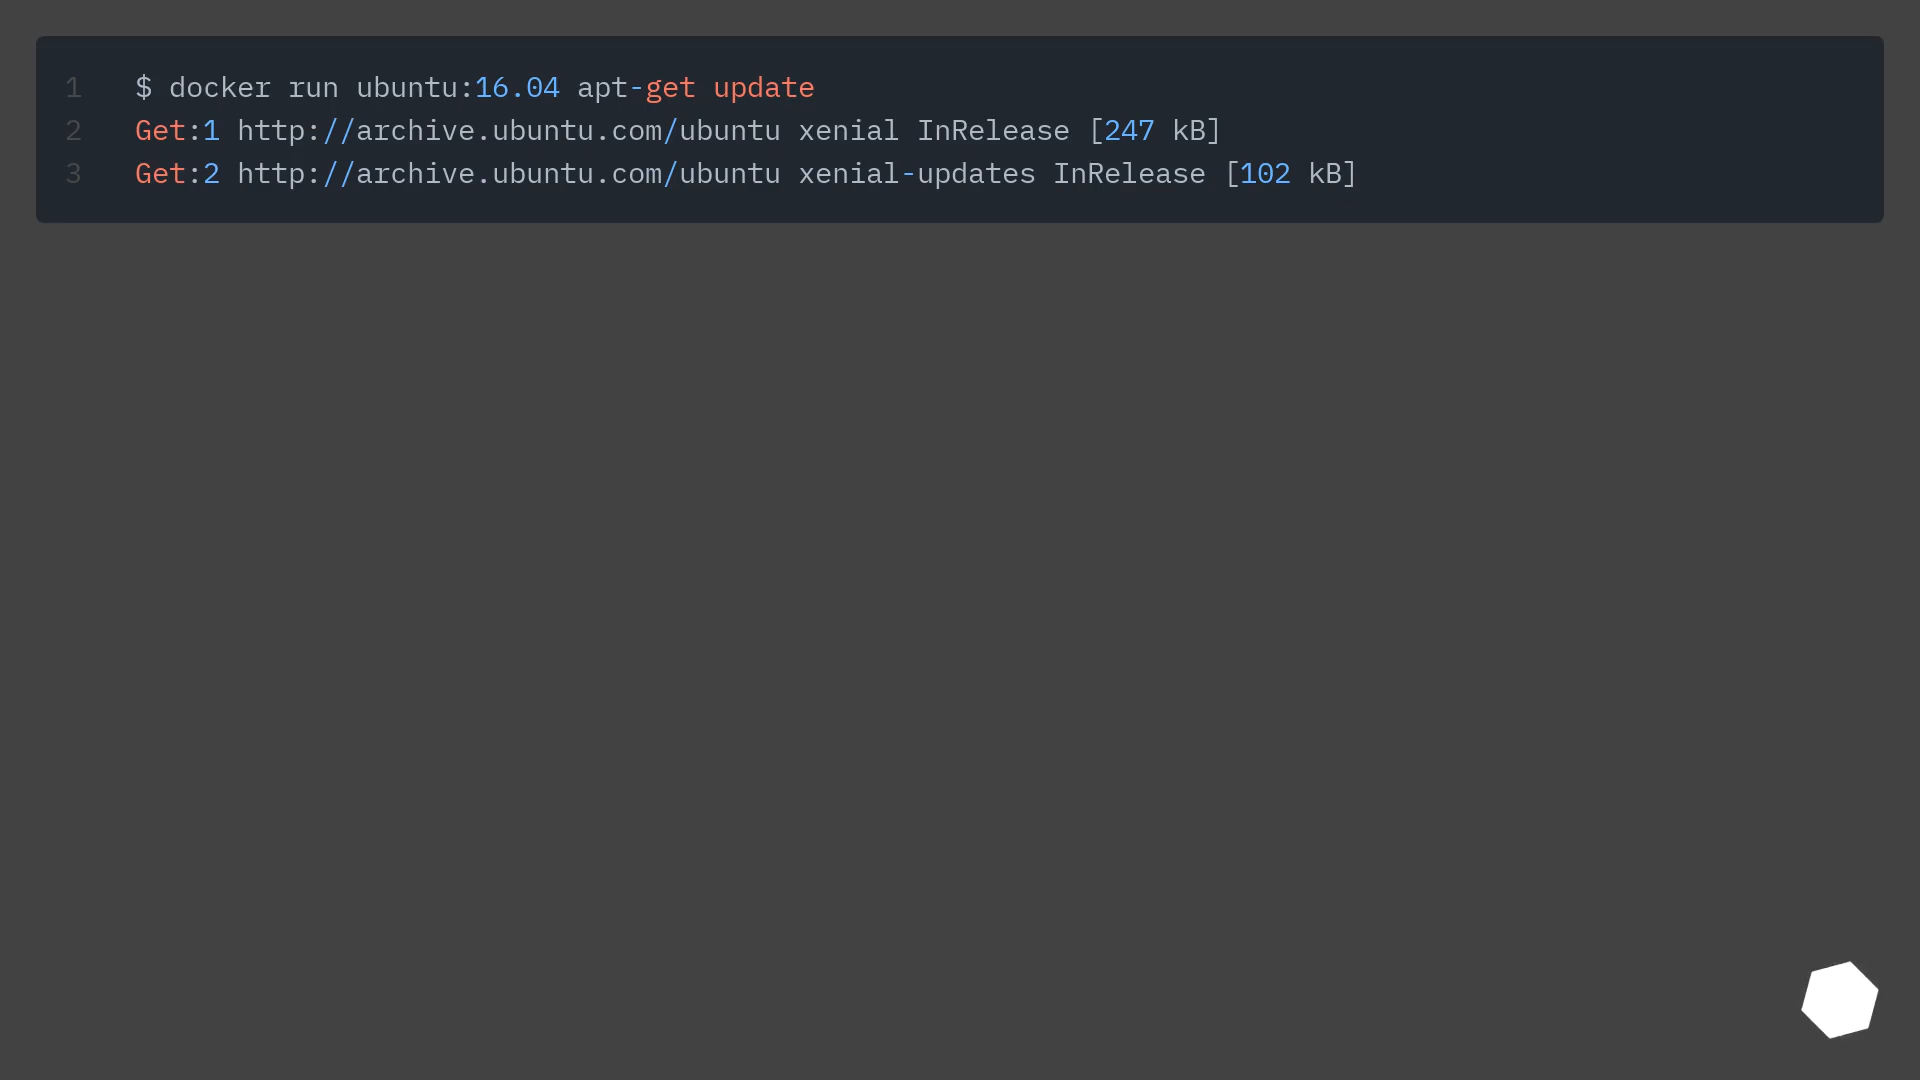 1 $ docker run ubuntu:16.04 apt-get update
2 Get:1 http://archive.ubuntu.com/ubuntu xenial InRelease [247 kB]
3 Get:2 http://archive.ubuntu.com/ubuntu xenial-updates InRelease [102 kB]